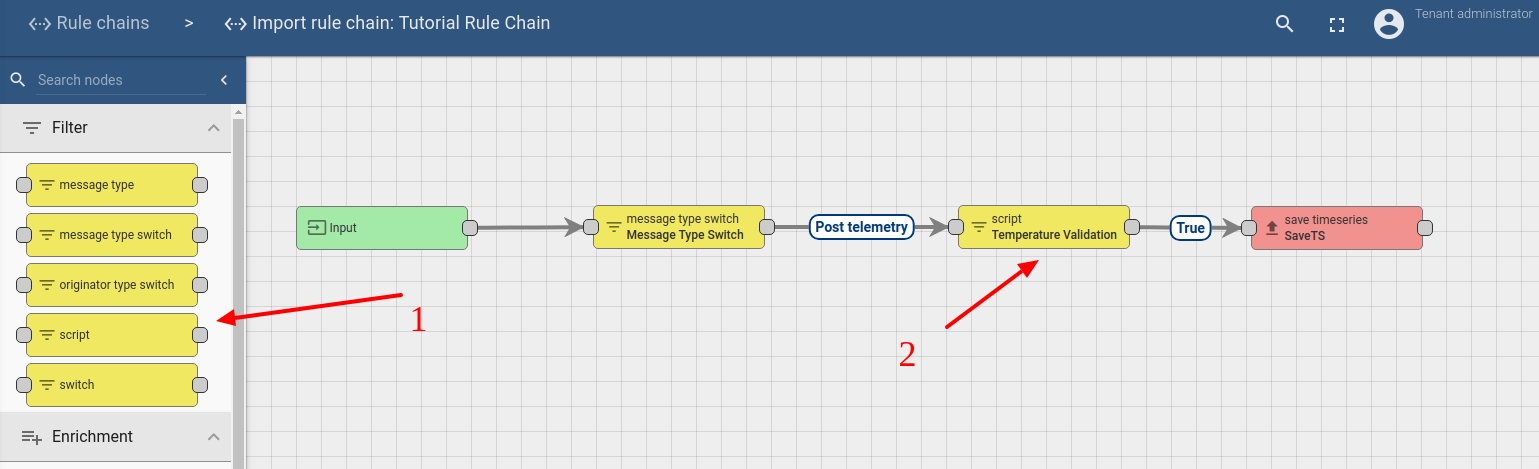 Rule chains > Import rule chain: Tutorial Rule Chain
Tenant administrator
Search nodes
Filter
message type
message type switch
originator type switch
script
switch
Enrichment
Input
message type switch
Message Type Switch
Post telemetry
script
Temperature Validation
True
save timeseries
SaveTS
1
2